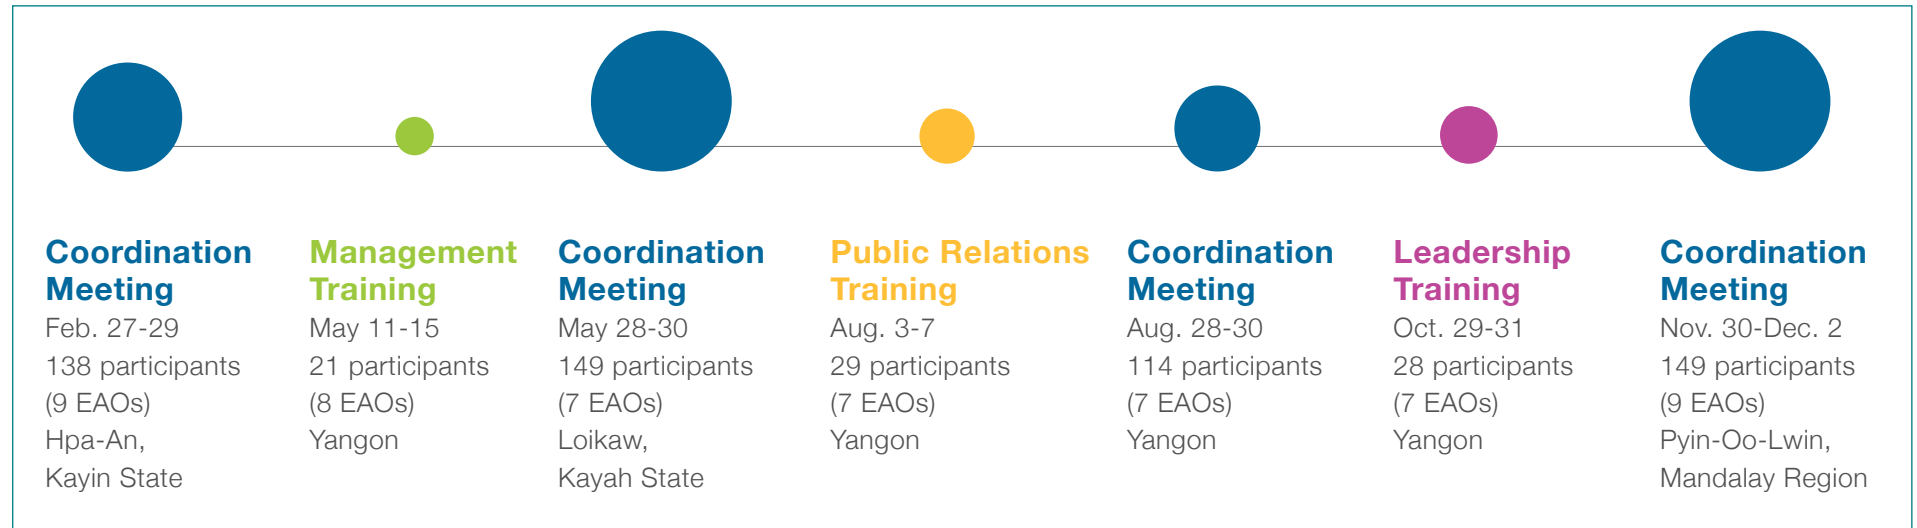 Coordination
Meeting
Feb. 27-29
138 participants
(9 EAOs)
Hpa-An,
Kayin State
Management
Training
May 11-15
21 participants
(8 EAOs)
Yangon
Coordination
Meeting
May 28-30
149 participants
(7 EAOs)
Loikaw,
Kayah State
Public Relations
Training
Aug. 3-7
29 participants
(7 EAOs)
Yangon
Coordination
Meeting
Aug. 28-30
114 participants
(7 EAOs)
Yangon
Leadership
Training
Oct. 29-31
28 participants
(7 EAOs)
Yangon
Coordination
Meeting
Nov. 30-Dec. 2
149 participants
(9 EAOs)
Pyin-Oo-Lwin,
Mandalay Region